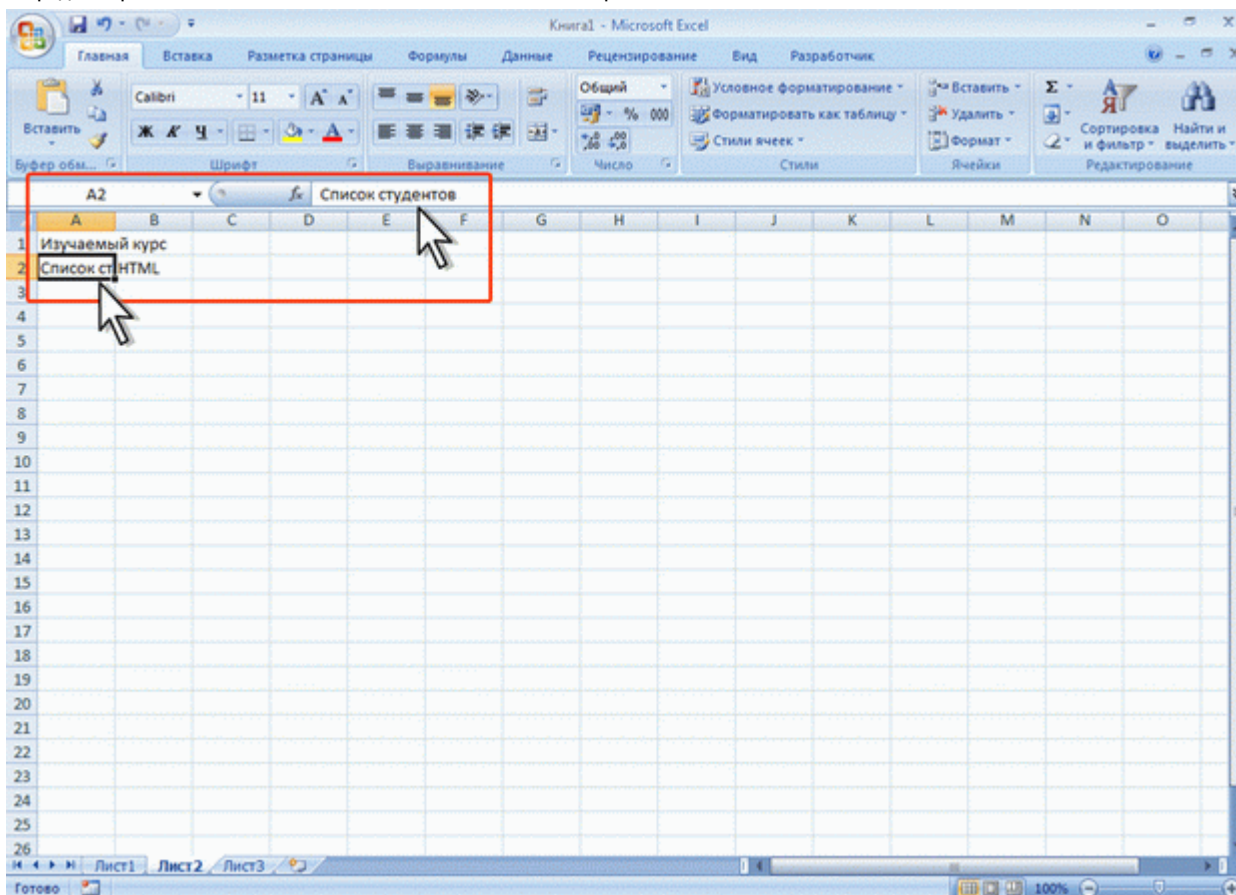 Книга1 - Microsoft Excel
Главная Вставка Разметка страницы Формулы Данные Рецензирование Вид Разработчик
Calibri 11 Общий Условное форматирование Вставить Σ
Форматировать как таблицу Удалить
Вставить Ж К Ч % 000 Стили ячеек Формат Сортировка и фильтр Найти и выделить
Буфер обм... Шрифт Выравнивание Число Стили Ячейки Редактирование
A2 fx Список студентов
A B C D E F G H I J K L M N O
1 Изучаемый курс
2 Список ст HTML
3
4
5
6
7
8
9
10
11
12
13
14
15
16
17
18
19
20
21
22
23
24
25
26
Лист1 Лист2 Лист3
Готово 100%